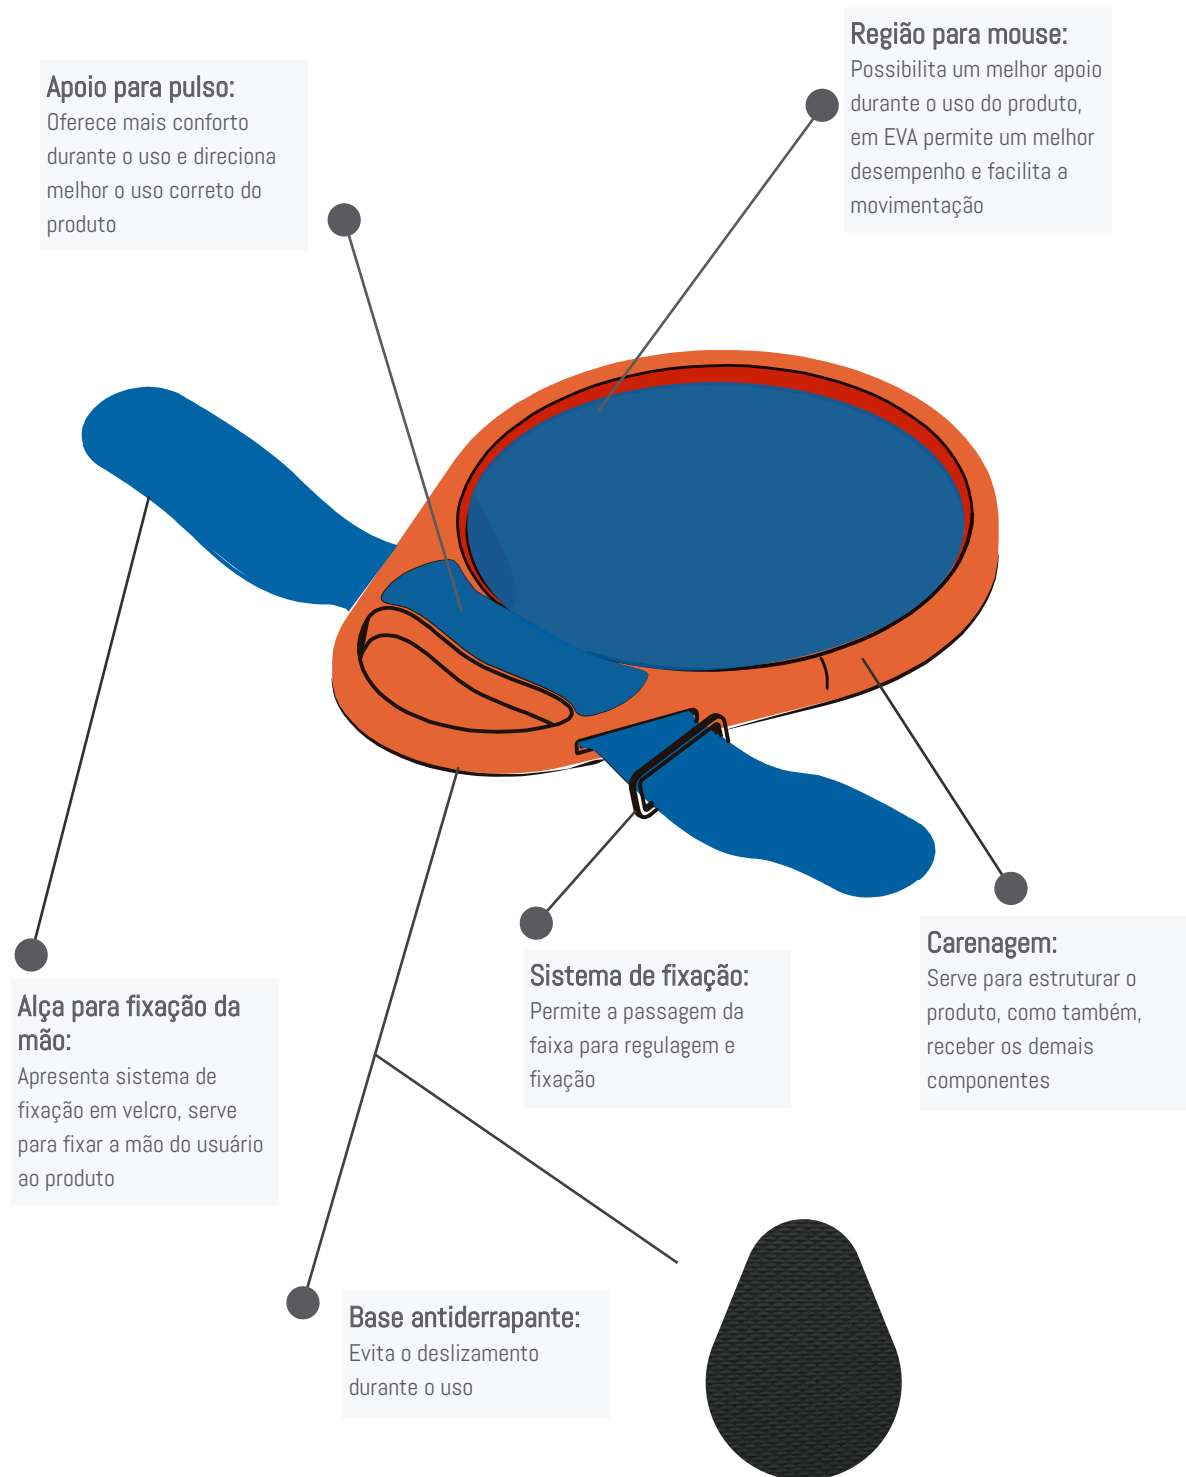 Região para mouse:
Possibilita um melhor apoio
durante o uso do produto,
em EVA permite um melhor
desempenho e facilita a
movimentação
Apoio para pulso:
Oferece mais conforto
durante o uso e direciona
melhor o uso correto do
produto
Alça para fixação da
mão:
Apresenta sistema de
fixação em velcro, serve
para fixar a mão do usuário
ao produto
Sistema de fixação:
Permite a passagem da
faixa para regulagem e
fixação
Carenagem:
Serve para estruturar o
produto, como também,
receber os demais
componentes
Base antiderrapante:
Evita o deslizamento
durante o uso